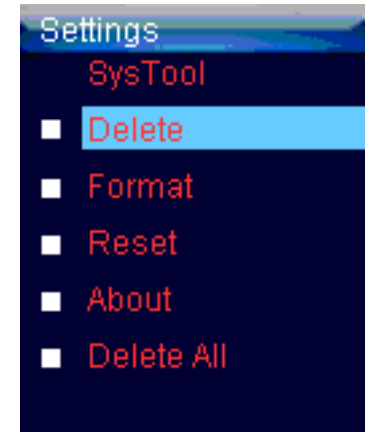 Settings
SysTool
Delete
Format
Reset
About
Delete All